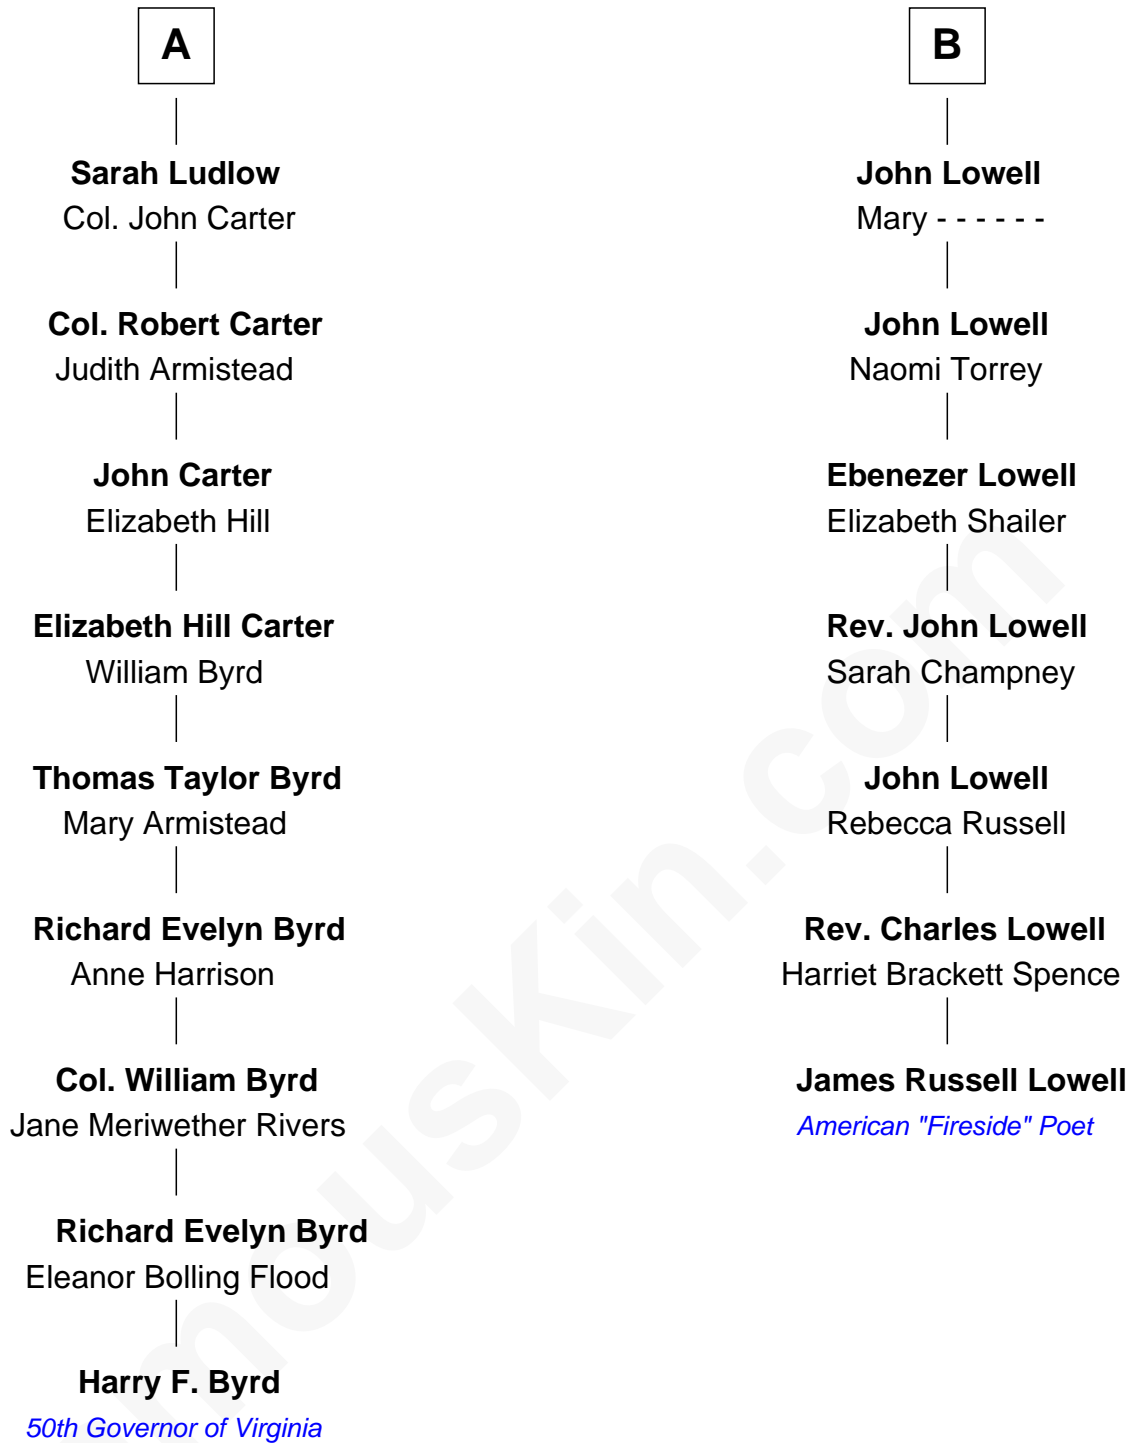 A
Sarah Ludlow
Col. John Carter
Col. Robert Carter
Judith Armistead
John Carter
Elizabeth Hill
Elizabeth Hill Carter
William Byrd
Thomas Taylor Byrd
Mary Armistead
Richard Evelyn Byrd
Anne Harrison
Col. William Byrd
Jane Meriwether Rivers
Richard Evelyn Byrd
Eleanor Bolling Flood
Harry F. Byrd
50th Governor of Virginia
B
John Lowell
Mary - - - - - -
John Lowell
Naomi Torrey
Ebenezer Lowell
Elizabeth Shailer
Rev. John Lowell
Sarah Champney
John Lowell
Rebecca Russell
Rev. Charles Lowell
Harriet Brackett Spence
James Russell Lowell
American "Fireside" Poet
mouskin.com